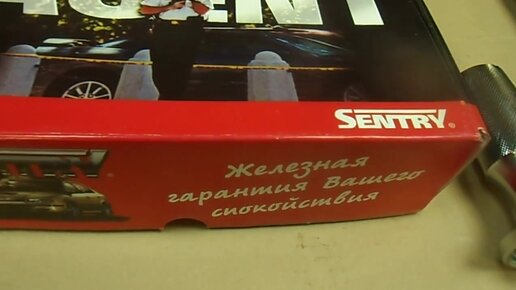 SENTRY®
Железная
гарантия Вашего
спокойствия